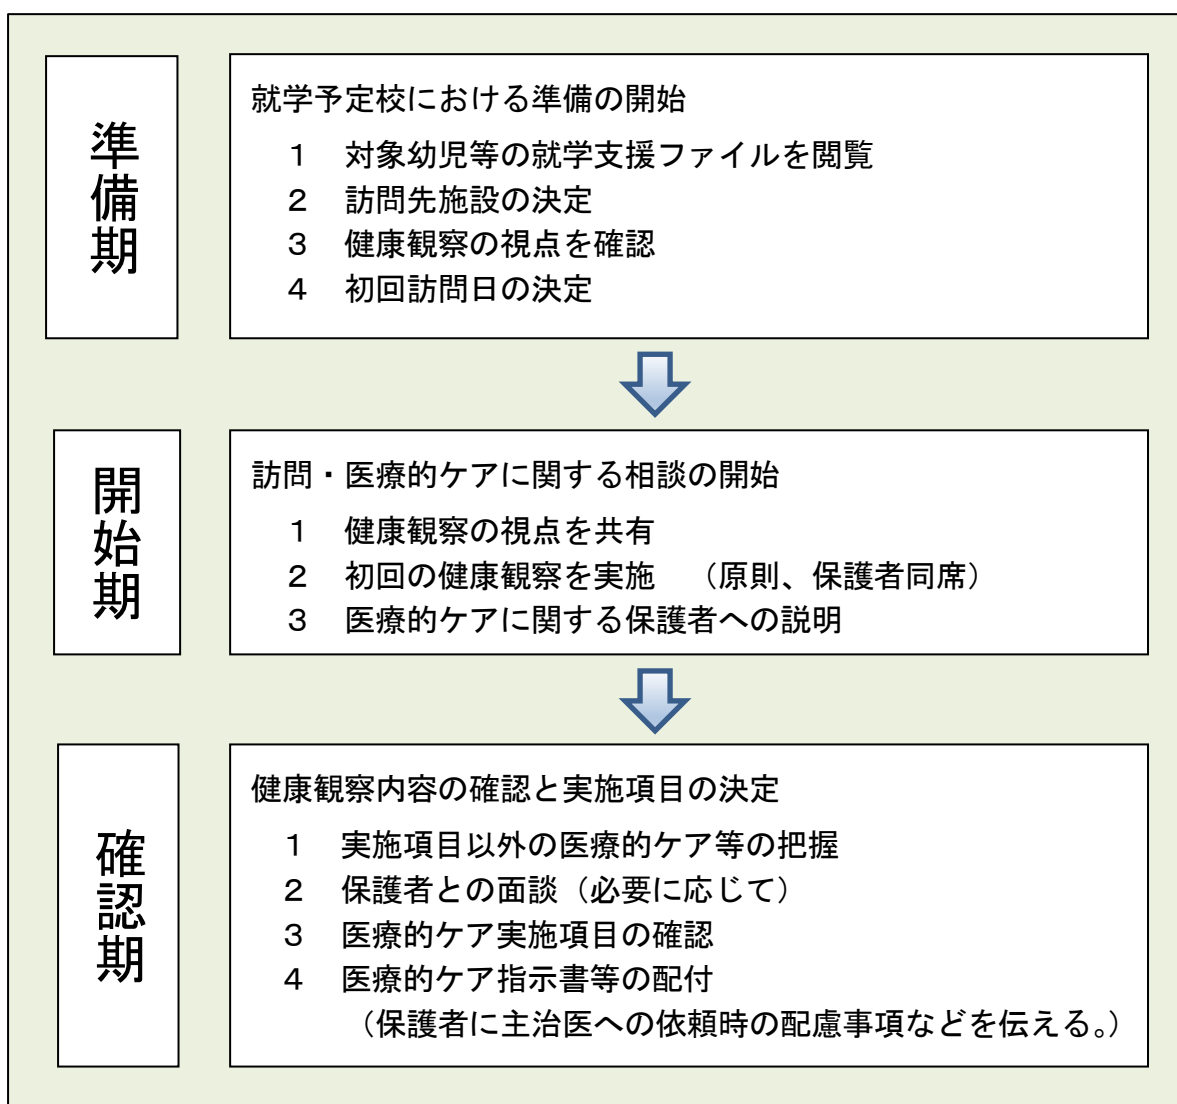 準備期
就学予定校における準備の開始
1 対象幼児等の就学支援ファイルを閲覧
2 訪問先施設の決定
3 健康観察の視点を確認
4 初回訪問日の決定
開始期
訪問・医療的ケアに関する相談の開始
1 健康観察の視点を共有
2 初回の健康観察を実施 （原則、保護者同席）
3 医療的ケアに関する保護者への説明
確認期
健康観察内容の確認と実施項目の決定
1 実施項目以外の医療的ケア等の把握
2 保護者との面談（必要に応じて）
3 医療的ケア実施項目の確認
4 医療的ケア指示書等の配付
（保護者に主治医への依頼時の配慮事項などを伝える。）